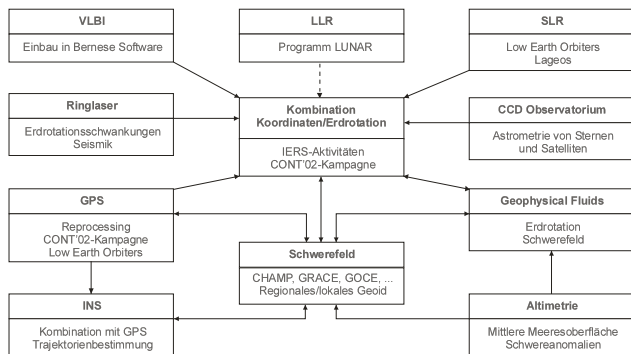 VLBI
Einbau in Bernese Software
LLR
Programm LUNAR
SLR
Low Earth Orbiters
Lageos
Ringlaser
Erdrotationsschwankungen
Seismik
Kombination
Koordinaten/Erdrotation
IERS-Aktivitäten
CONT'02-Kampagne
CCD Observatorium
Astrometrie von Sternen
und Satelliten
GPS
Reprocessing
CONT'02-Kampagne
Low Earth Orbiters
Schwerefeld
CHAMP, GRACE, GOCE, ...
Regionales/lokales Geoid
Geophysical Fluids
Erdrotation
Schwerefeld
INS
Kombination mit GPS
Trajektorienbestimmung
Altimetrie
Mittlere Meeresoberfläche
Schwereanomalien